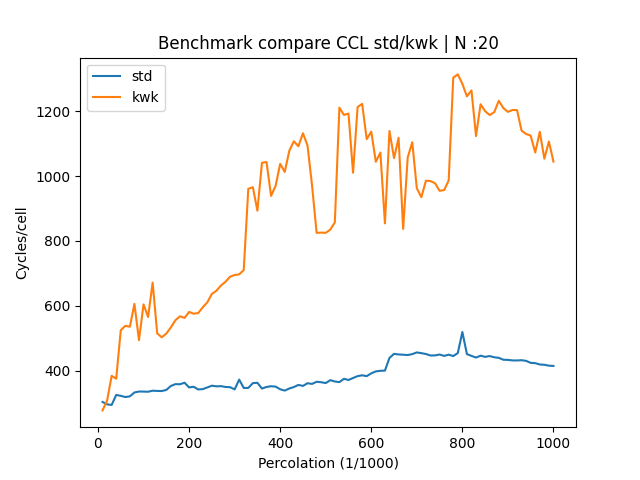 Benchmark compare CCL std/kwk | N :20
std
kwk
Cycles/cell
1200
1000
800
600
400
0 200 400 600 800 1000
Percolation (1/1000)